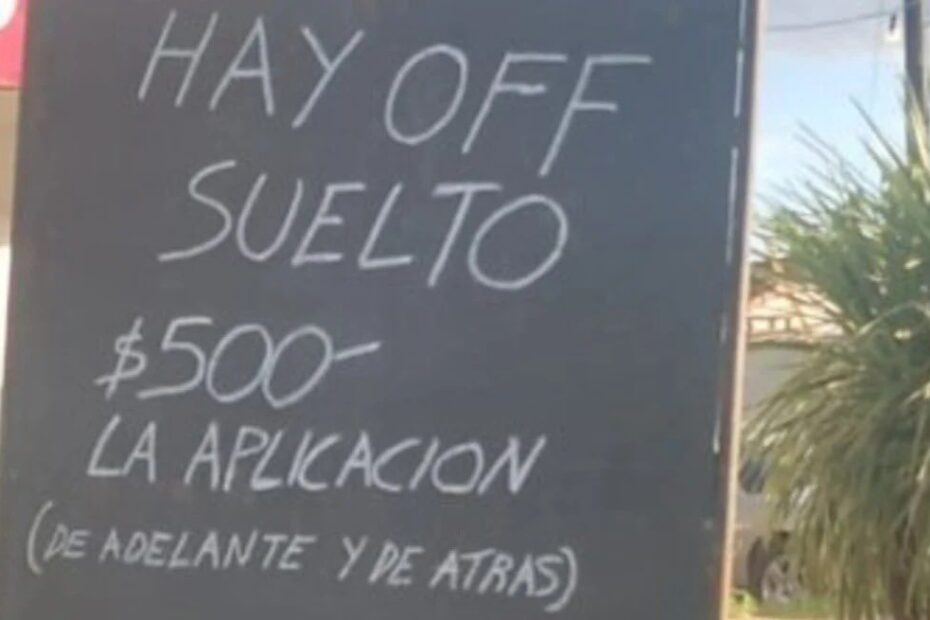 HAY OFF
SUELTO
$500-
LA APLICACION
(DE ADELANTE Y DE ATRAS)